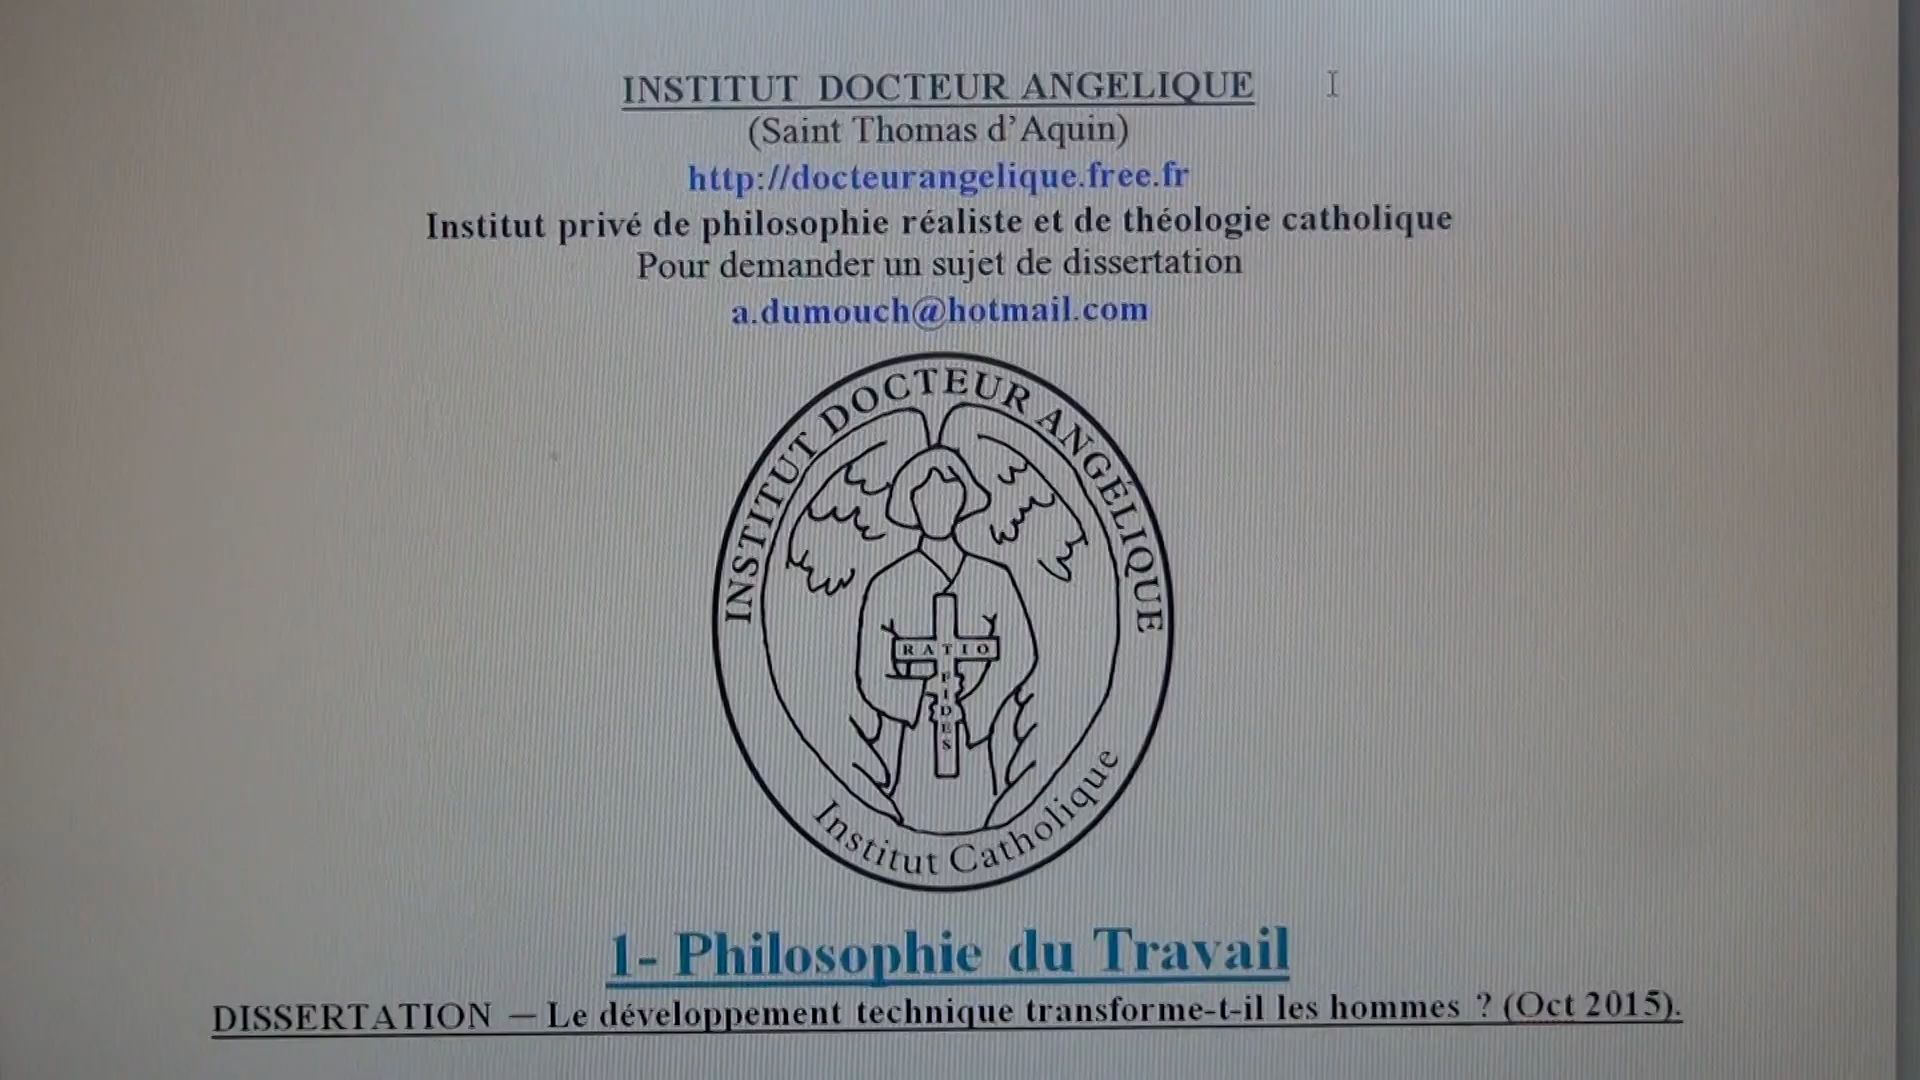 INSTITUT DOCTEUR ANGELIQUE
(Saint Thomas d'Aquin)
http://docteurangelique.free.fr
Institut privé de philosophie réaliste et de théologie catholique
Pour demander un sujet de dissertation
a.dumouch@hotmail.com
INSTITUT DOCTEUR ANGÉLIQUE
RATIO
FIDES
Institut Catholique
1- Philosophie du Travail
DISSERTATION – Le développement technique transforme-t-il les hommes ? (Oct 2015).